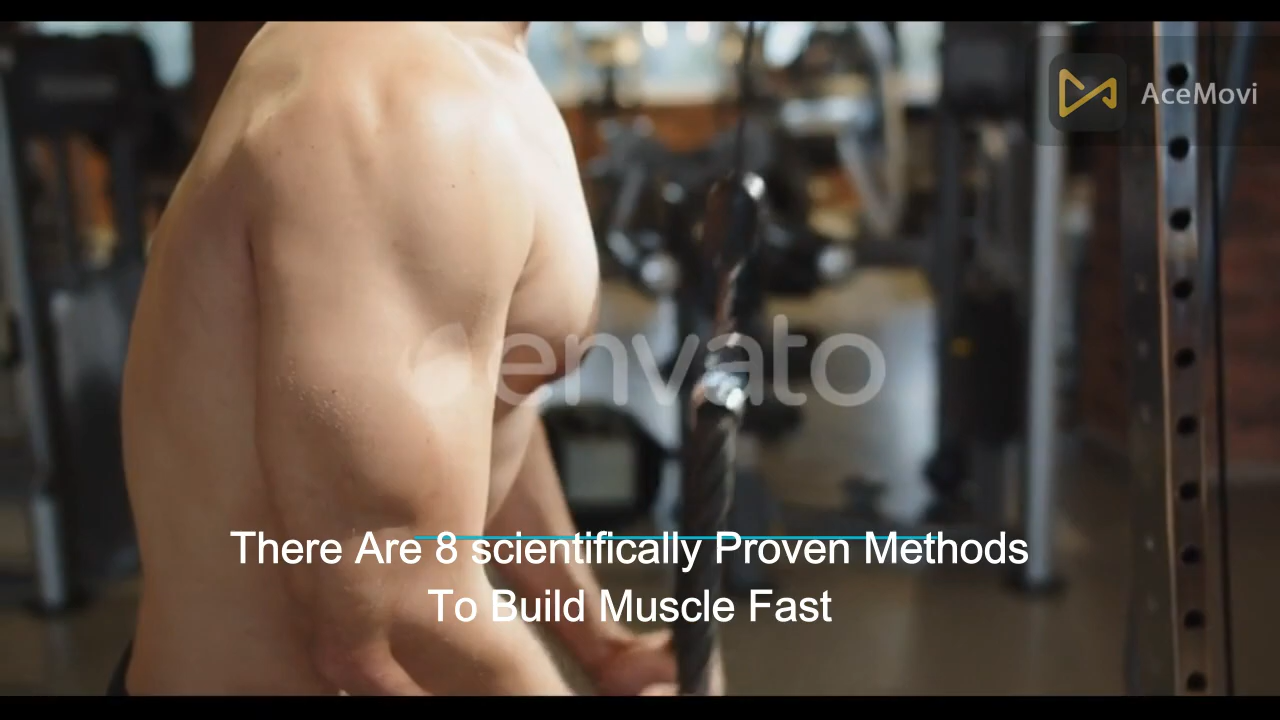 AceMovi
envato
There Are 8 scientifically Proven Methods
To Build Muscle Fast